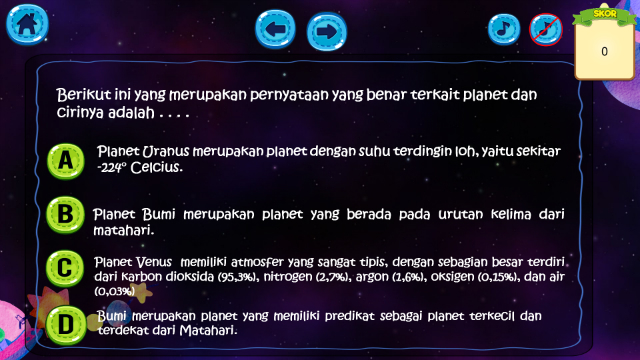 SKOR
0
Berikut ini yang merupakan pernyataan yang benar terkait planet dan
cirinya adalah . . . .
A
Planet Uranus merupakan planet dengan suhu terdingin loh, yaitu sekitar
-224° Celcius.
B
Planet Bumi merupakan planet yang berada pada urutan kelima dari
matahari.
C
Planet Venus memiliki atmosfer yang sangat tipis, dengan sebagian besar terdiri
dari karbon dioksida (95,3%), nitrogen (2,7%), argon (1,6%), oksigen (0,15%), dan air
(0,03%)
D
Bumi merupakan planet yang memiliki predikat sebagai planet terkecil dan
terdekat dari Matahari.